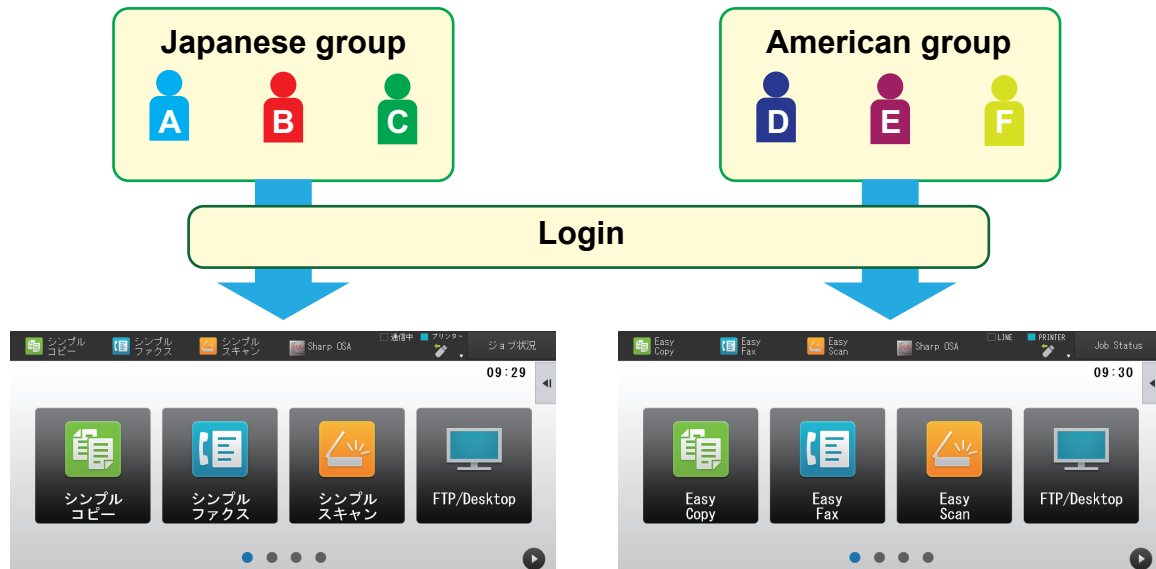 Japanese group
A B C
American group
D E F
Login
シンプル
コピー
シンプル
ファクス
シンプル
スキャン
Sharp OSA
通信中
プリンター
ジョブ状況
09:29
シンプル
コピー
シンプル
ファクス
シンプル
スキャン
FTP/Desktop
Easy
Copy
Easy
Fax
Easy
Scan
Sharp OSA
LINE
PRINTER
Job Status
09:30
Easy
Copy
Easy
Fax
Easy
Scan
FTP/Desktop